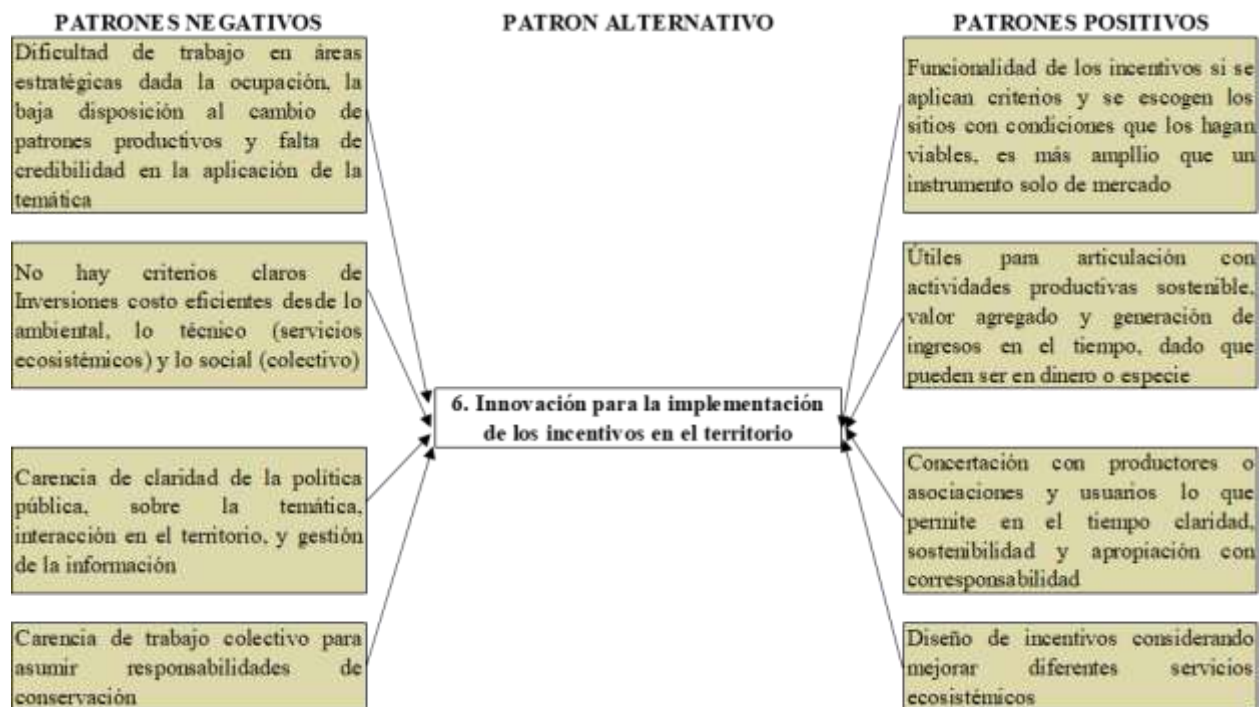 PATRONES NEGATIVOS
Dificultad de trabajo en áreas
estratégicas dada la ocupación, la
baja disposición al cambio de
patrones productivos y falta de
credibilidad en la aplicación de la
temática
No hay criterios claros de
Inversiones costo eficientes desde lo
ambiental, lo técnico (servicios
ecosistémicos) y lo social (colectivo)
Carencia de claridad de la política
pública, sobre la temática,
interacción en el territorio, y gestión
de la información
Carencia de trabajo colectivo para
asumir responsabilidades de
conservación
PATRON ALTERNATIVO
6. Innovación para la implementación
de los incentivos en el territorio
PATRONES POSITIVOS
Funcionalidad de los incentivos si se
aplican criterios y se escogen los
sitios con condiciones que los hagan
viables, es más ampllio que un
instrumento solo de mercado
Útiles para articulación con
actividades productivas sostenible,
valor agregado y generación de
ingresos en el tiempo, dado que
pueden ser en dinero o especie
Concertación con productores o
asociaciones y usuarios lo que
permite en el tiempo claridad,
sostenibilidad y apropiación con
corresponsabilidad
Diseño de incentivos considerando
mejorar diferentes servicios
ecosistémicos